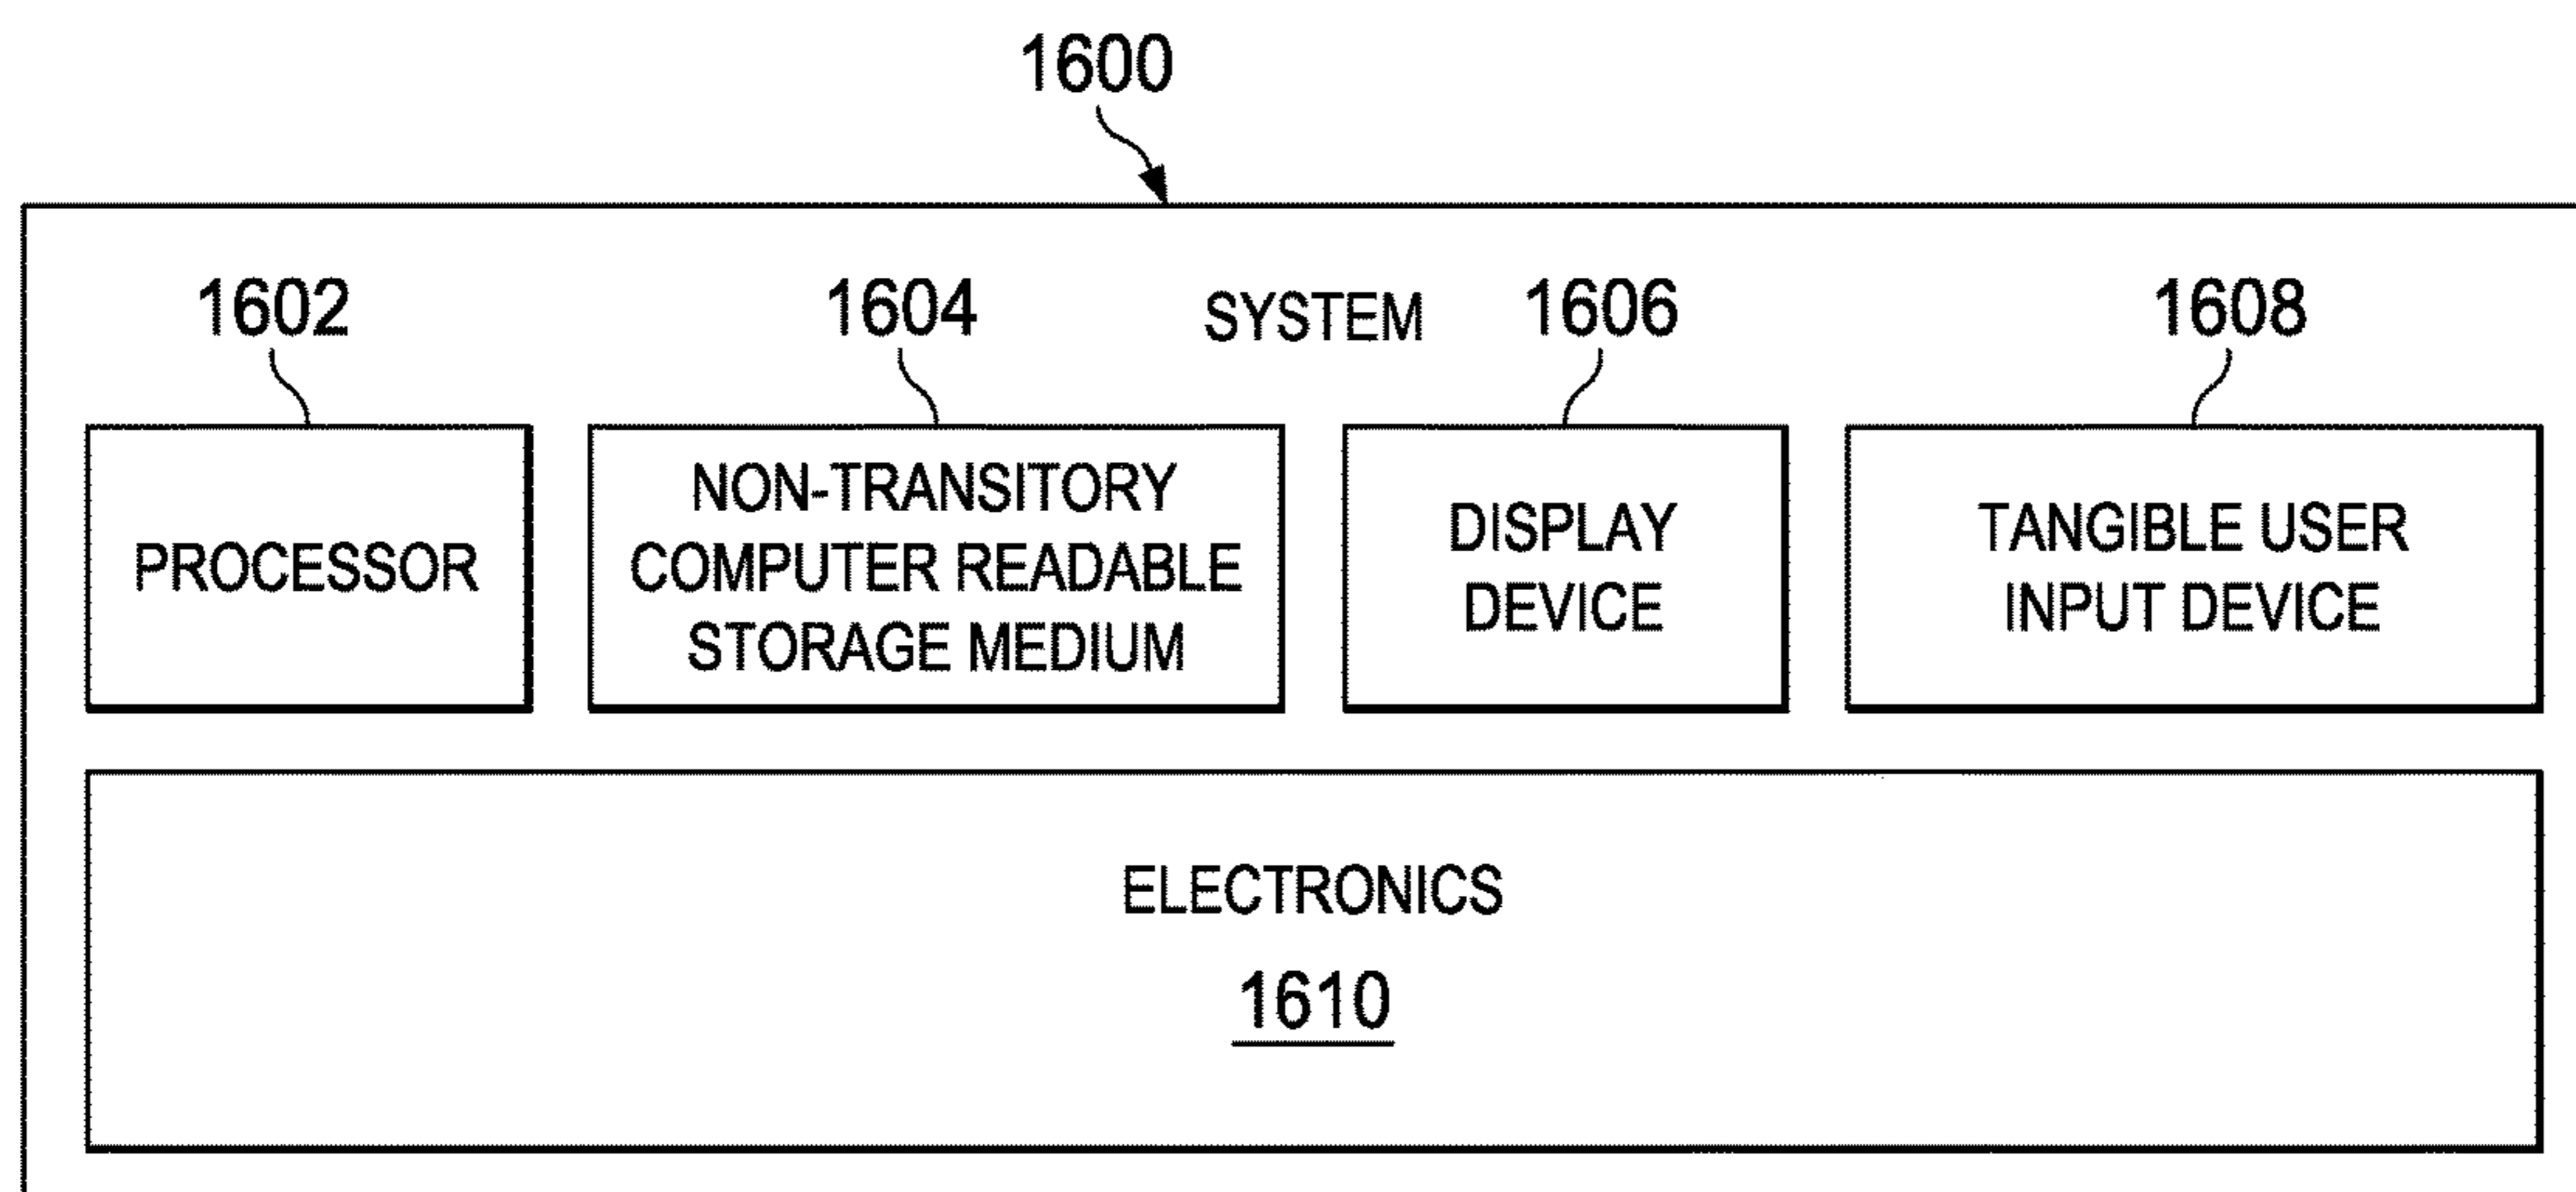 1600
1602
1604
SYSTEM
1606
1608
PROCESSOR
NON-TRANSITORY
COMPUTER READABLE
STORAGE MEDIUM
DISPLAY
DEVICE
TANGIBLE USER
INPUT DEVICE
ELECTRONICS
1610